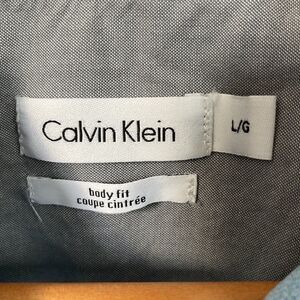 Calvin Klein
L/G
body fit
coupe cintrée